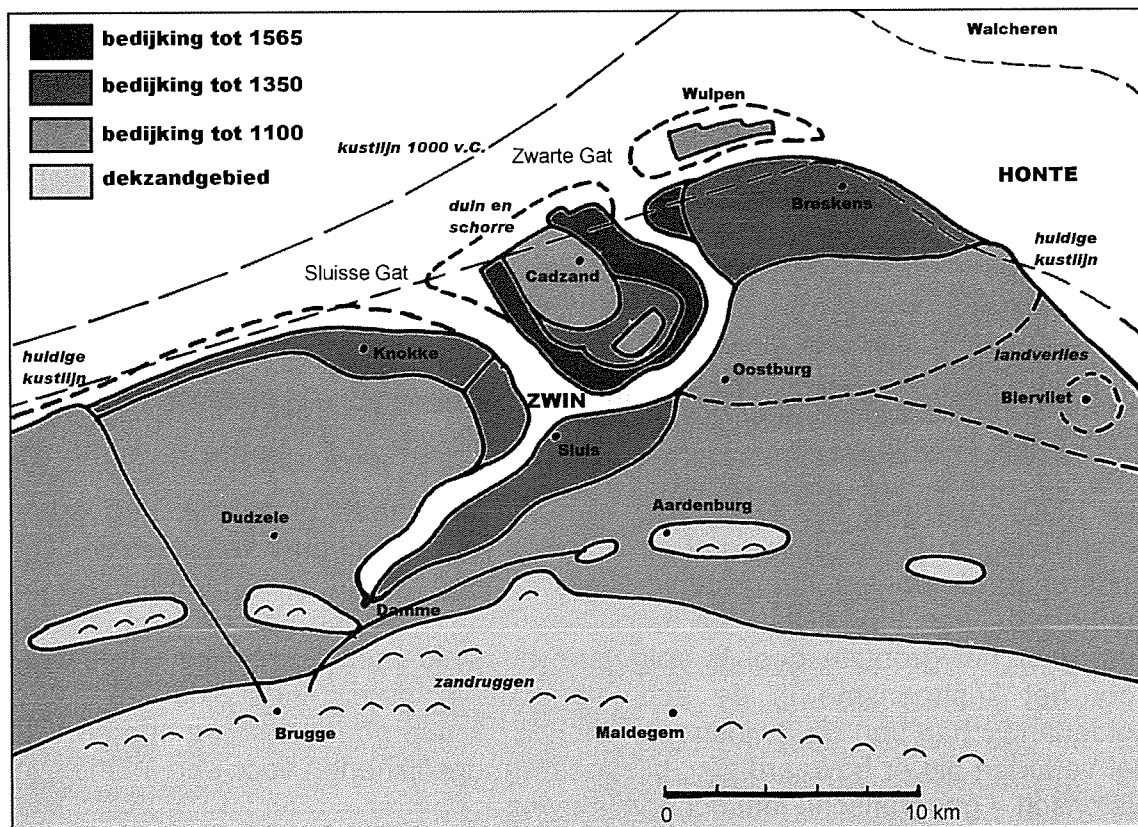 bedijking tot 1565
bedijking tot 1350
bedijking tot 1100
dekzandgebied
Walcheren
Wulpen
kustlijn 1000 v.C.
Zwarte Gat
HONTE
Breskens
duin en
schorre
huidige
kustlijn
Sluisse Gat
Cadzand
huidige
kustlijn
Knokke
landverlies
Oostburg
Biervliet
ZWIN
Sluis
Dudzele
Aardenburg
Damme
zandruggen
Brugge
Maldegem
0
10 km